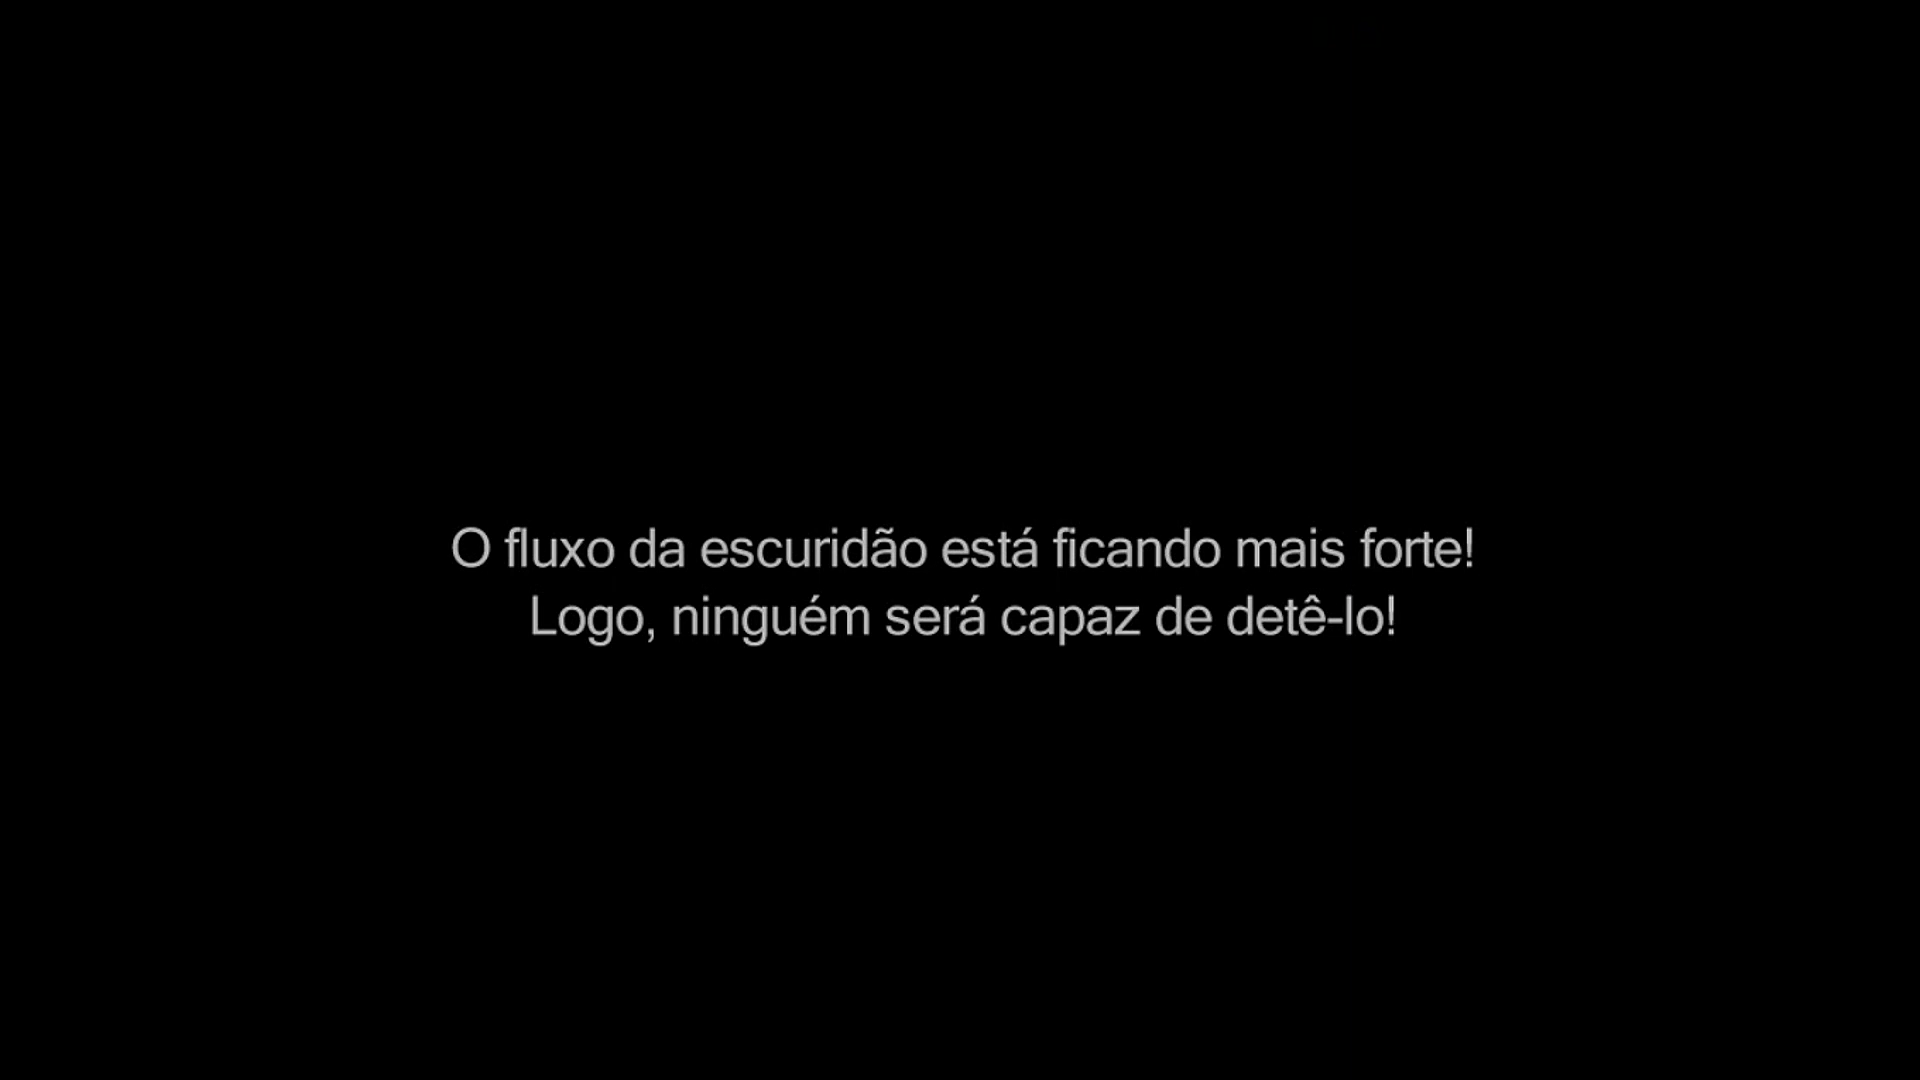 O fluxo da escuridão está ficando mais forte!
Logo, ninguém será capaz de detê-lo!